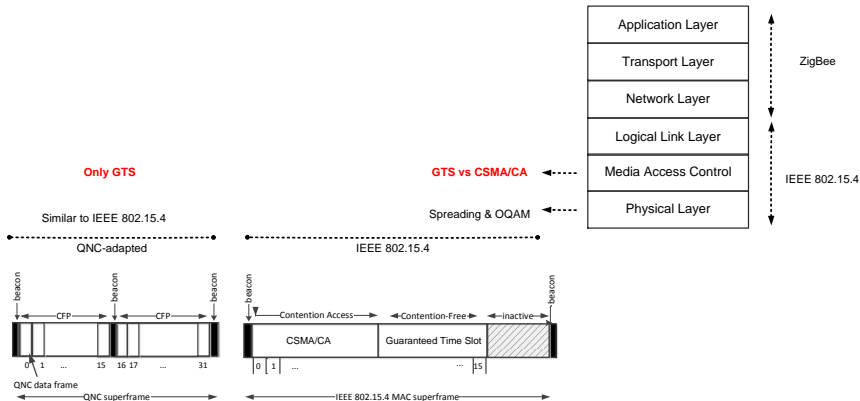 Application Layer
Transport Layer
ZigBee
Network Layer
Logical Link Layer
Only GTS
GTS vs CSMA/CA
Media Access Control
IEEE 802.15.4
Similar to IEEE 802.15.4
Spreading & OQAM
Physical Layer
QNC-adapted
IEEE 802.15.4
beacon
CFP
beacon
CFP
beacon
beacon
Contention Access
Contention-Free
inactive
beacon
CSMA/CA
Guaranteed Time Slot
0 1 ... 15 16 17 ... 31
0 1 ... ... 15
QNC data frame
QNC superframe
IEEE 802.15.4 MAC superframe